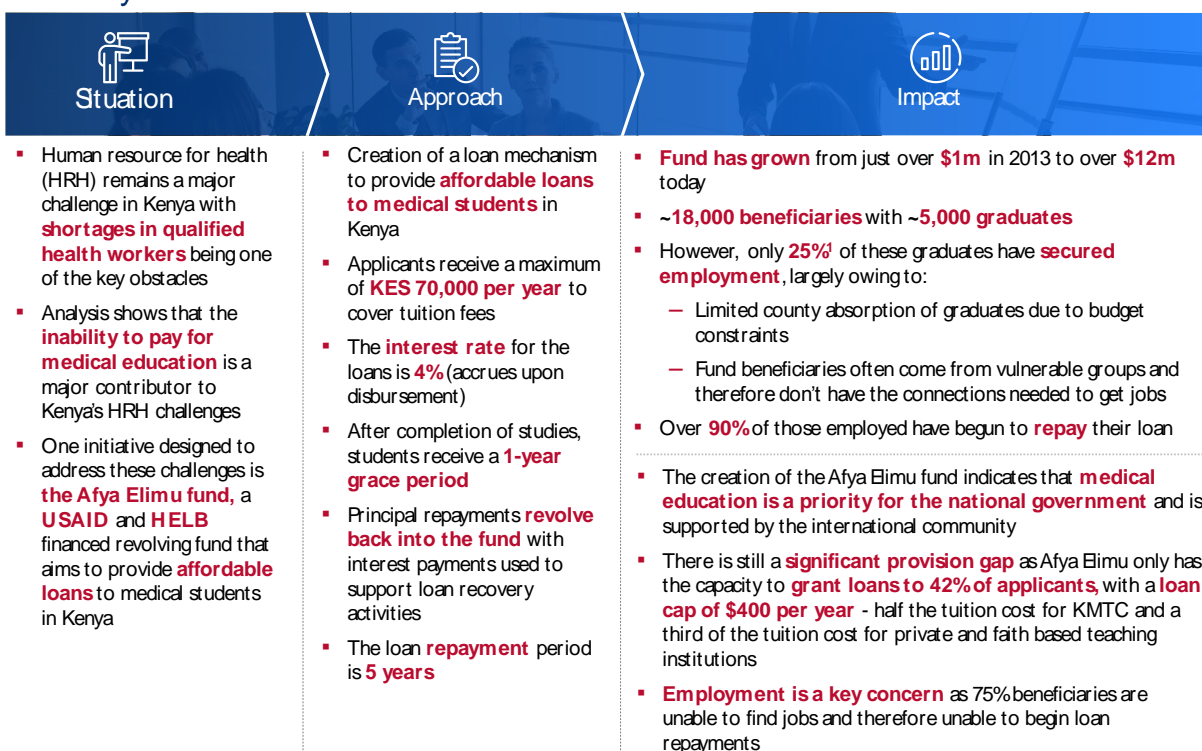 Situation
Approach
Impact
▪ Human resource for health
(HRH) remains a major
challenge in Kenya with
shortages in qualified
health workers being one
of the key obstacles
▪ Analysis shows that the
inability to pay for
medical education is a
major contributor to
Kenya's HRH challenges
▪ One initiative designed to
address these challenges is
the Afya Elimu fund, a
USAID and HELB
financed revolving fund that
aims to provide affordable
loans to medical students
in Kenya
▪ Creation of a loan mechanism
to provide affordable loans
to medical students in
Kenya
▪ Applicants receive a maximum
of KES 70,000 per year to
cover tuition fees
▪ The interest rate for the
loans is 4% (accrues upon
disbursement)
▪ After completion of studies,
students receive a 1-year
grace period
▪ Principal repayments revolve
back into the fund with
interest payments used to
support loan recovery
activities
▪ The loan repayment period
is 5 years
▪ Fund has grown from just over $1m in 2013 to over $12m
today
▪ ~18,000 beneficiaries with ~5,000 graduates
▪ However, only 25%¹ of these graduates have secured
employment, largely owing to:
– Limited county absorption of graduates due to budget
constraints
– Fund beneficiaries often come from vulnerable groups and
therefore don't have the connections needed to get jobs
▪ Over 90% of those employed have begun to repay their loan
▪ The creation of the Afya Elimu fund indicates that medical
education is a priority for the national government and is
supported by the international community
▪ There is still a significant provision gap as Afya Elimu only has
the capacity to grant loans to 42% of applicants, with a loan
cap of $400 per year - half the tuition cost for KMTC and a
third of the tuition cost for private and faith based teaching
institutions
▪ Employment is a key concern as 75% beneficiaries are
unable to find jobs and therefore unable to begin loan
repayments